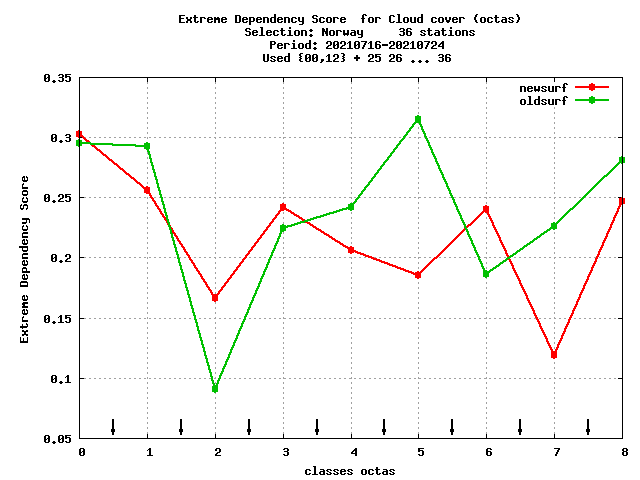 Extreme Dependency Score for Cloud cover (octas)
Selection: Norway 36 stations
Period: 20210716-20210724
Used {00,12} + 25 26 ... 36
newsurf
oldsurf
0.35
0.3
0.25
0.2
0.15
0.1
0.05
Extreme Dependency Score
0 1 2 3 4 5 6 7 8
classes octas